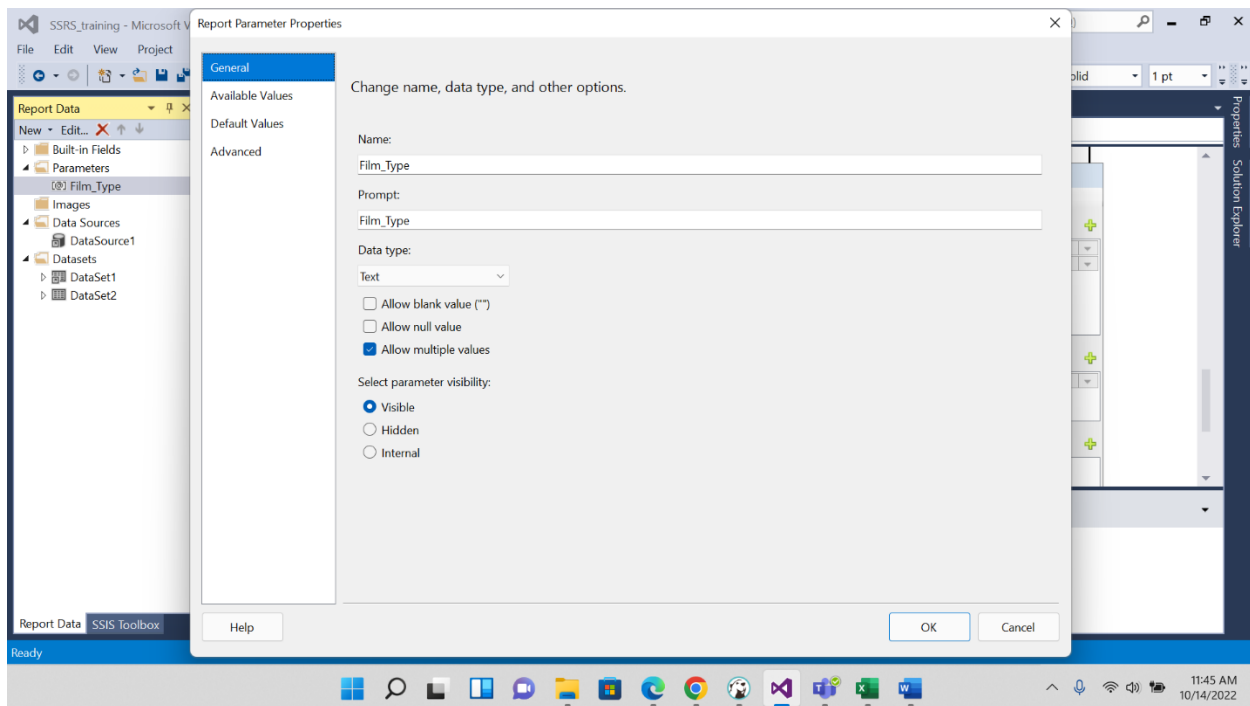 SSRS_training - Microsoft V
File Edit View Project
Report Data
New Edit...
Built-in Fields
Parameters
[@] Film_Type
Images
Data Sources
DataSource1
Datasets
DataSet1
DataSet2
Report Data SSIS Toolbox
Ready
Report Parameter Properties
General
Available Values
Default Values
Advanced
Change name, data type, and other options.
Name:
Film_Type
Prompt:
Film_Type
Data type:
Text
Allow blank value ("")
Allow null value
Allow multiple values
Select parameter visibility:
Visible
Hidden
Internal
Help
OK Cancel
olid 1 pt
Properties
Solution Explorer
11:45 AM
10/14/2022